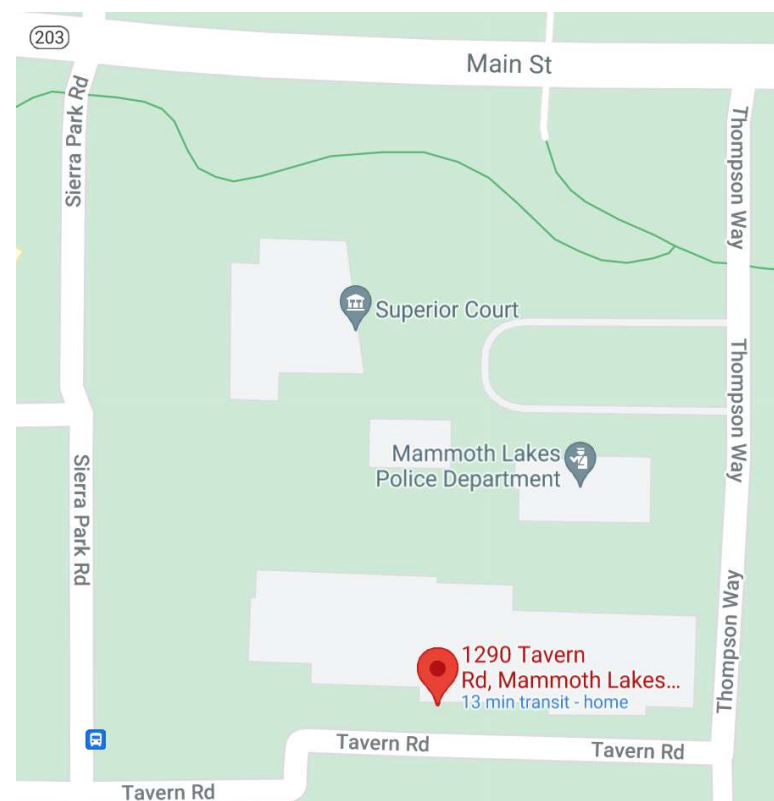 203
Main St
Sierra Park Rd
Thompson Way
Superior Court
Thompson Way
Mammoth Lakes
Police Department
Sierra Park Rd
Thompson Way
1290 Tavern
Rd, Mammoth Lakes...
13 min transit - home
Tavern Rd
Tavern Rd
Tavern Rd